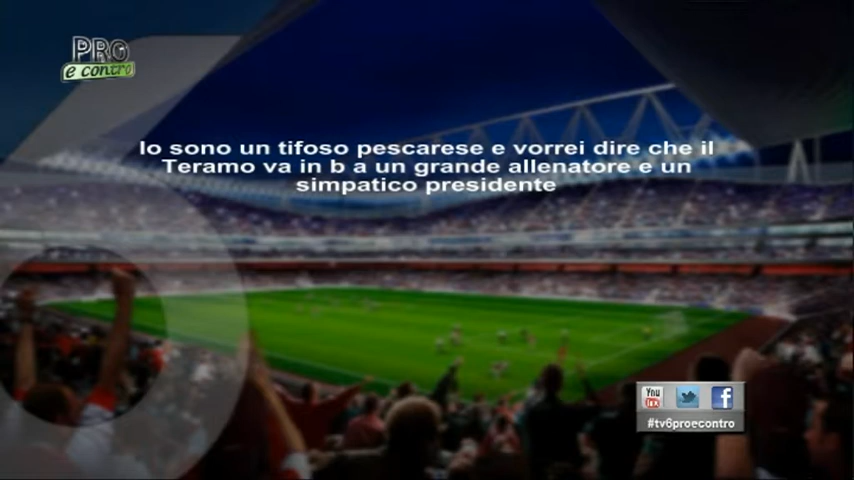 PRO
e contro
Io sono un tifoso pescarese e vorrei dire che il
Teramo va in b a un grande allenatore e un
simpatico presidente
You
#tv6proecontro